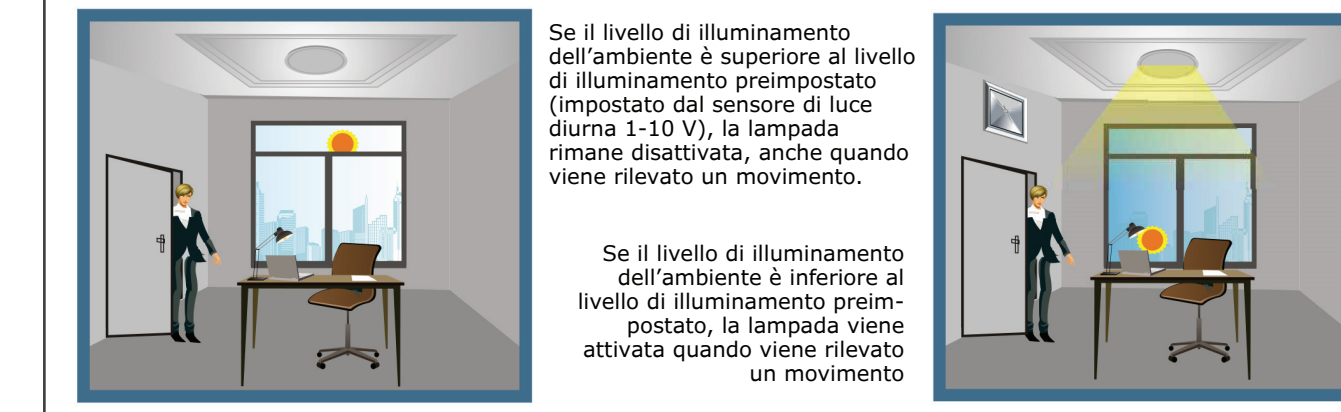 Se il livello di illuminamento
dell’ambiente è superiore al livello
di illuminamento preimpostato
(impostato dal sensore di luce
diurna 1-10 V), la lampada
rimane disattivata, anche quando
viene rilevato un movimento.
Se il livello di illuminamento
dell’ambiente è inferiore al
livello di illuminamento preim-
postato, la lampada viene
attivata quando viene rilevato
un movimento